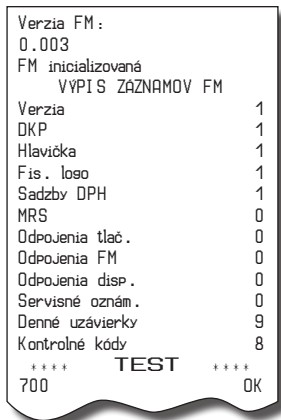 Verzia FM:
0.003
FM inicializovaná
VÝPIS ZÁZNAMOV FM
Verzia 1
DKP 1
Hlavička 1
Fis. logo 1
Sadzby DPH 1
MRS 0
Odpojenia tlač. 0
Odpojenia FM 0
Odpojenia disp. 0
Servisné oznám. 0
Denné uzávierky 9
Kontrolné kódy 8
**** TEST ****
700 OK